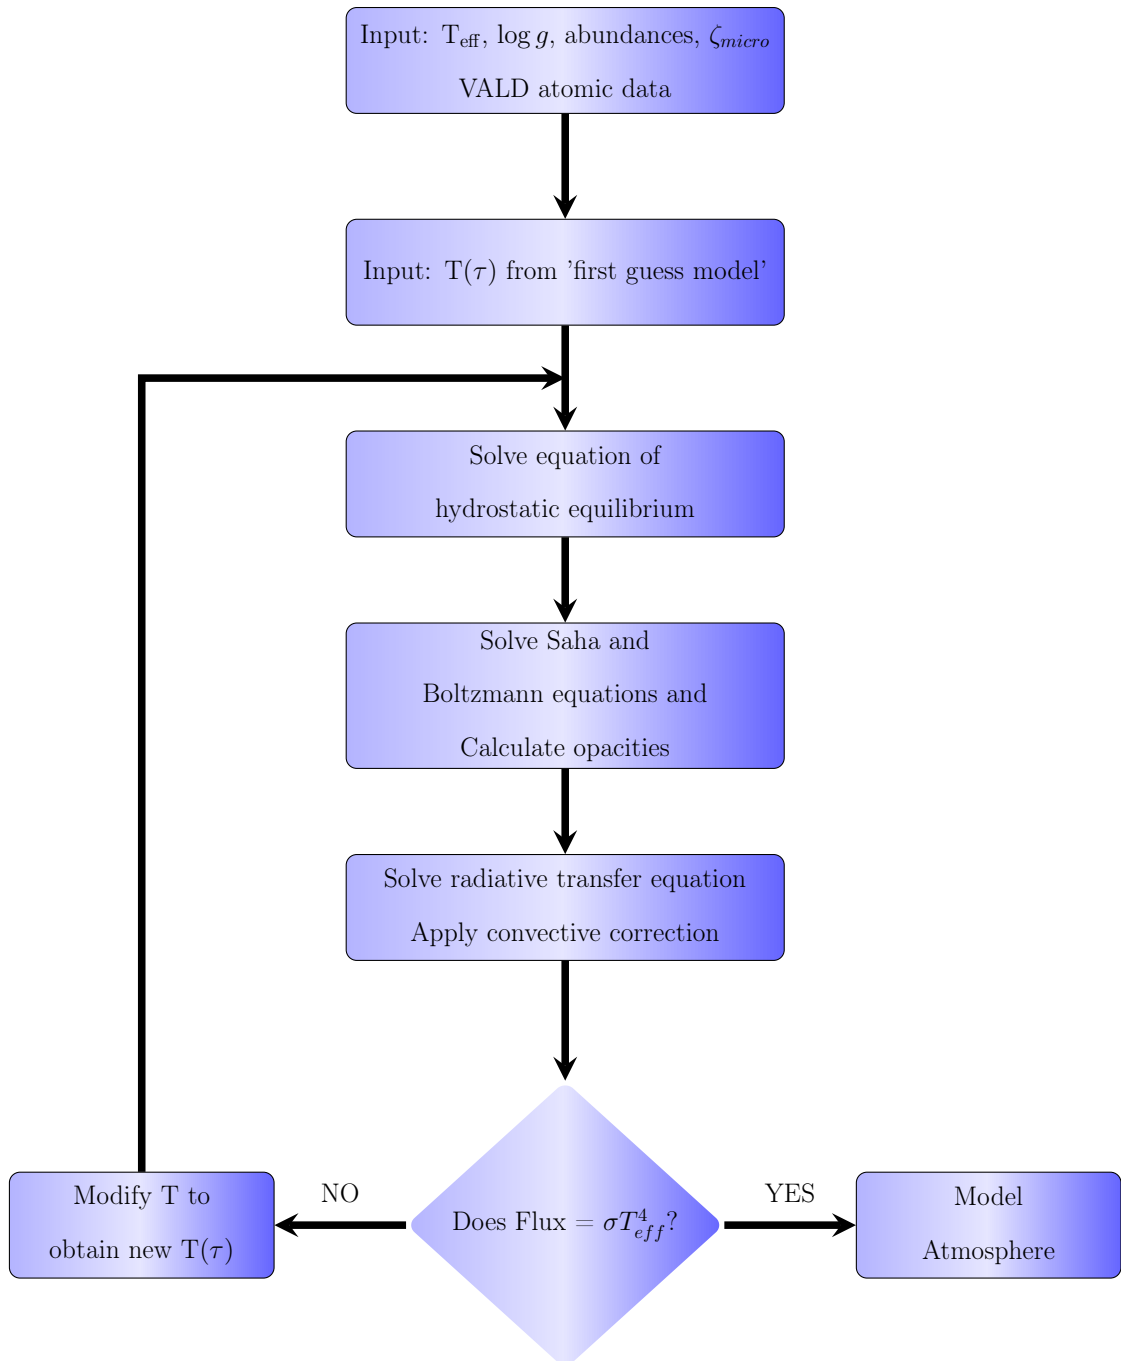 Input: T_eff, log g, abundances, ζ_micro
VALD atomic data
Input: T(τ) from 'first guess model'
Solve equation of
hydrostatic equilibrium
Solve Saha and
Boltzmann equations and
Calculate opacities
Solve radiative transfer equation
Apply convective correction
NO
YES
Modify T to
obtain new T(τ)
Does Flux = σT_eff^4?
Model
Atmosphere